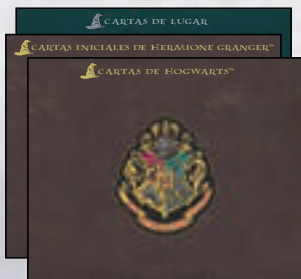 CARTAS DE LUGAR
CARTAS INICIALES DE HERMIONE GRANGER™
CARTAS DE HOGWARTS™